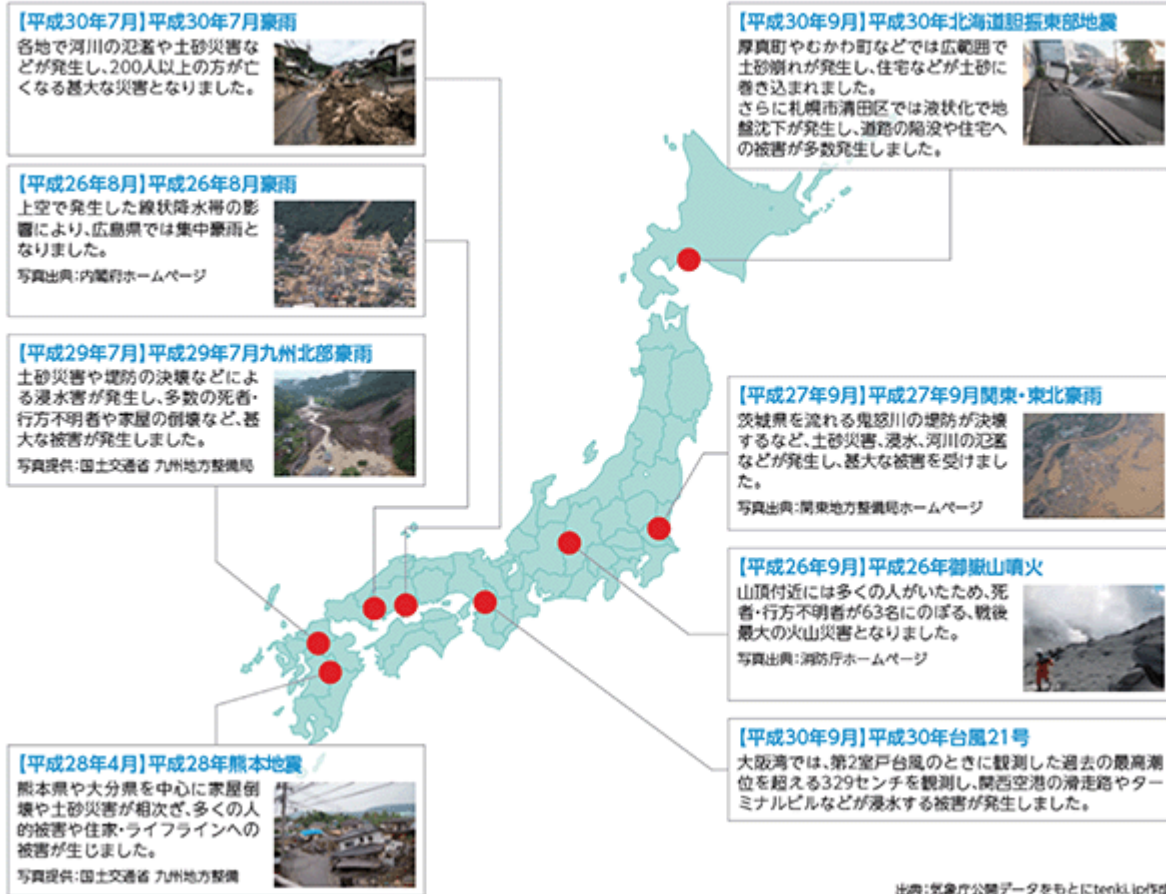 【平成30年7月】平成30年7月豪雨
各地で河川の氾濫や土砂災害な
どが発生し、200人以上の方が亡
くなる甚大な災害となりました。
【平成26年8月】平成26年8月豪雨
上空で発生した線状降水帯の影
響により、広島県では集中豪雨と
なりました。
写真出典:内閣府ホームページ
【平成29年7月】平成29年7月九州北部豪雨
土砂災害や堤防の決壊などによ
る浸水害が発生し、多数の死者・
行方不明者や家屋の倒壊など、甚
大な被害が発生しました。
写真提供:国土交通省 九州地方整備局
【平成28年4月】平成28年熊本地震
熊本県や大分県を中心に家屋倒
壊や土砂災害が相次ぎ、多くの人
的被害や住家・ライフラインへの
被害が生じました。
写真提供:国土交通省 九州地方整備
【平成30年9月】平成30年北海道胆振東部地震
厚真町やむかわ町などでは広範囲で
土砂崩れが発生し、住宅などが土砂に
巻き込まれました。
さらに札幌市清田区では液状化で地
盤沈下が発生し、道路の陥没や住宅へ
の被害が多数発生しました。
【平成27年9月】平成27年9月関東・東北豪雨
茨城県を流れる鬼怒川の堤防が決壊
するなど、土砂災害、浸水、河川の氾濫
などが発生し、甚大な被害を受けまし
た。
写真出典:関東地方整備局ホームページ
【平成26年9月】平成26年御嶽山噴火
山頂付近には多くの人がいたため、死
者・行方不明者が63名にのぼる、戦後
最大の火山災害となりました。
写真出典:消防庁ホームページ
【平成30年9月】平成30年台風21号
大阪湾では、第2室戸台風のときに観測した過去の最高潮
位を超える329センチを観測し、関西空港の滑走路やター
ミナルビルなどが浸水する被害が発生しました。
出典:気象庁公開データをもとにtenki.jp作成